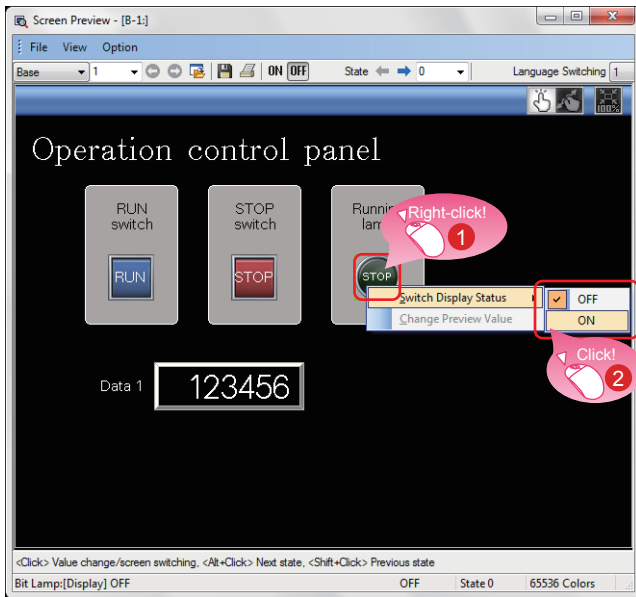 Screen Preview - [B-1:]
File View Option
Base 1 ON OFF State 0 Language Switching 1
100%
Operation control panel
RUN
switch
STOP
switch
Running
lam
Right-click!
1
RUN
STOP
STOP
Switch Display Status
OFF
Change Preview Value
ON
Click!
2
Data 1 123456
<Click> Value change/screen switching, <Alt+Click> Next state, <Shift+Click> Previous state
Bit Lamp:[Display] OFF OFF State 0 65536 Colors